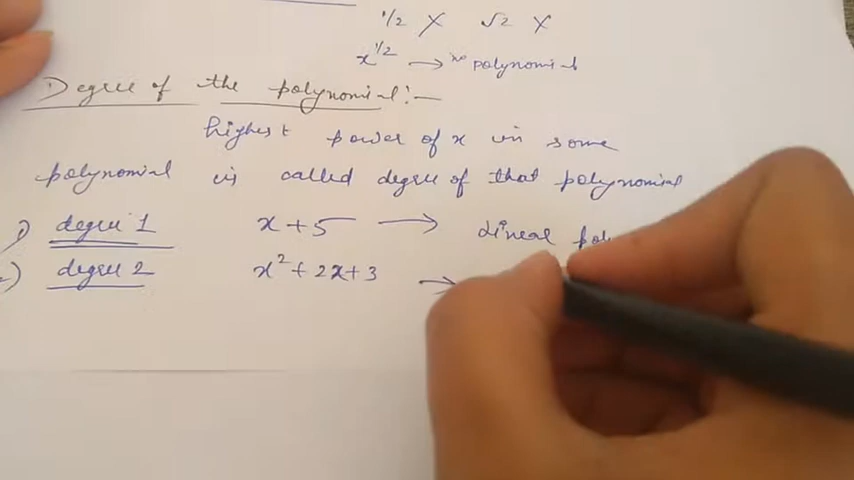 1/2 X √2 X
x^1/2 → no polynomial
Degree of the polynomial:—
highest power of x in some
polynomial is called degree of that polynomial
1) degree 1 x + 5 → Linear
2) degree 2 x² + 2x + 3 →